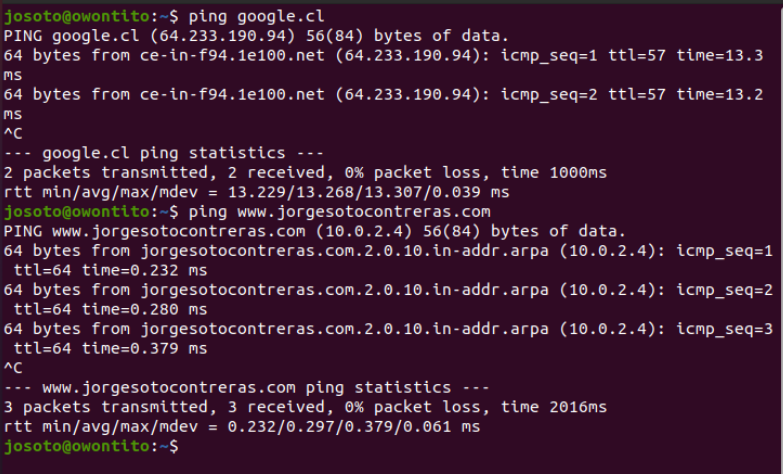 josoto@owontito:~$ ping google.cl
PING google.cl (64.233.190.94) 56(84) bytes of data.
64 bytes from ce-in-f94.1e100.net (64.233.190.94): icmp_seq=1 ttl=57 time=13.3
ms
64 bytes from ce-in-f94.1e100.net (64.233.190.94): icmp_seq=2 ttl=57 time=13.2
ms
^C
--- google.cl ping statistics ---
2 packets transmitted, 2 received, 0% packet loss, time 1000ms
rtt min/avg/max/mdev = 13.229/13.268/13.307/0.039 ms
josoto@owontito:~$ ping www.jorgesotocontreras.com
PING www.jorgesotocontreras.com (10.0.2.4) 56(84) bytes of data.
64 bytes from jorgesotocontreras.com.2.0.10.in-addr.arpa (10.0.2.4): icmp_seq=1
 ttl=64 time=0.232 ms
64 bytes from jorgesotocontreras.com.2.0.10.in-addr.arpa (10.0.2.4): icmp_seq=2
 ttl=64 time=0.280 ms
64 bytes from jorgesotocontreras.com.2.0.10.in-addr.arpa (10.0.2.4): icmp_seq=3
 ttl=64 time=0.379 ms
^C
--- www.jorgesotocontreras.com ping statistics ---
3 packets transmitted, 3 received, 0% packet loss, time 2016ms
rtt min/avg/max/mdev = 0.232/0.297/0.379/0.061 ms
josoto@owontito:~$